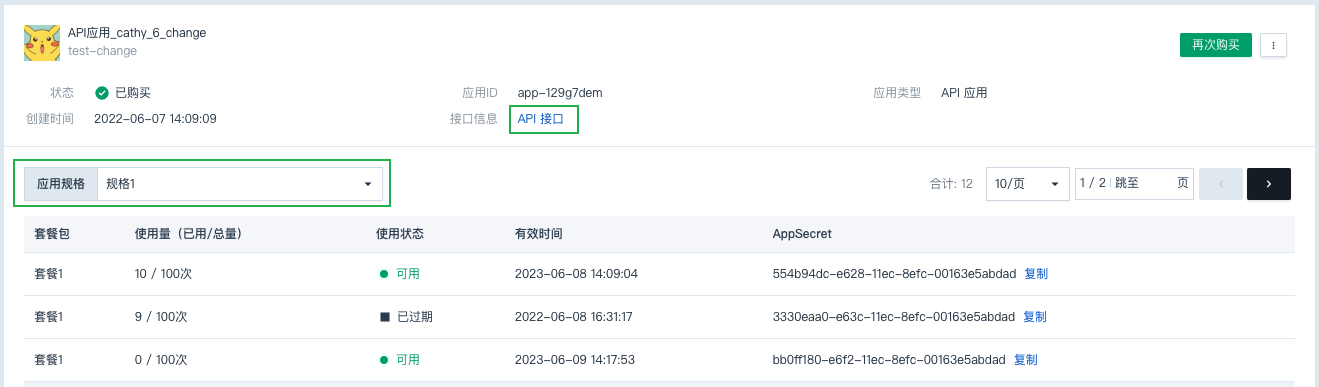 API应用_cathy_6_change
test-change
再次购买
状态 已购买 应用ID app-129g7dem 应用类型 API 应用
创建时间 2022-06-07 14:09:09 接口信息 API 接口
应用规格 规格1 合计: 12 10/页 1 / 2 跳至 页
套餐包 使用量（已用/总量） 使用状态 有效时间 AppSecret
套餐1 10 / 100次 可用 2023-06-08 14:09:04 554b94dc-e628-11ec-8efc-00163e5abdad 复制
套餐1 9 / 100次 已过期 2022-06-08 16:31:17 3330eaa0-e63c-11ec-8efc-00163e5abdad 复制
套餐1 0 / 100次 可用 2023-06-09 14:17:53 bb0ff180-e6f2-11ec-8efc-00163e5abdad 复制